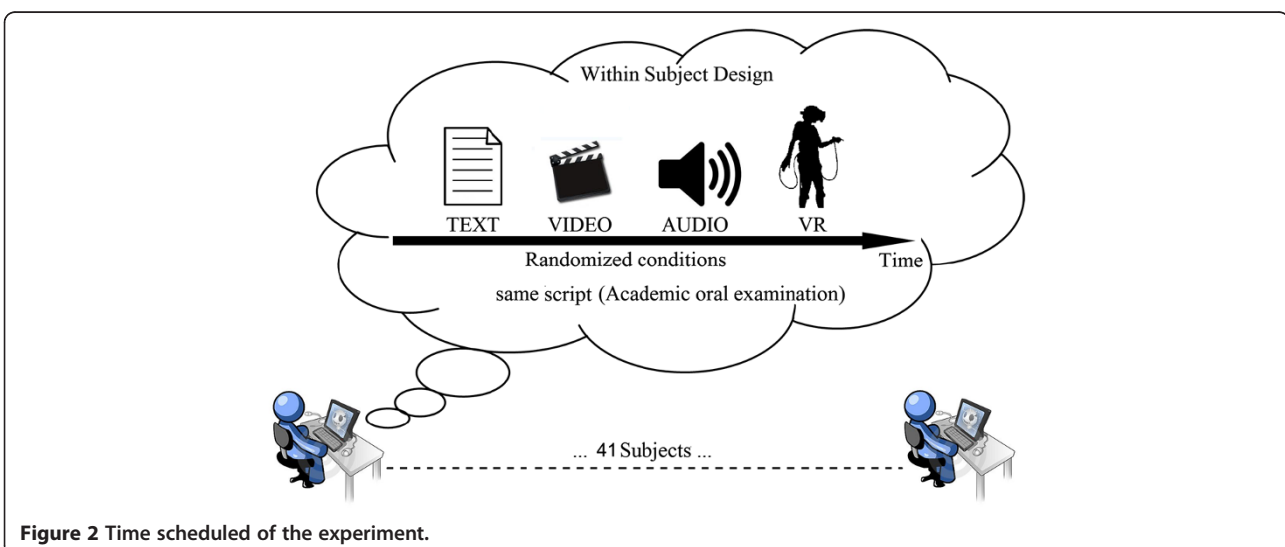 Within Subject Design
TEXT VIDEO AUDIO VR
Randomized conditions Time
same script (Academic oral examination)
... 41 Subjects ...
Figure 2 Time scheduled of the experiment.